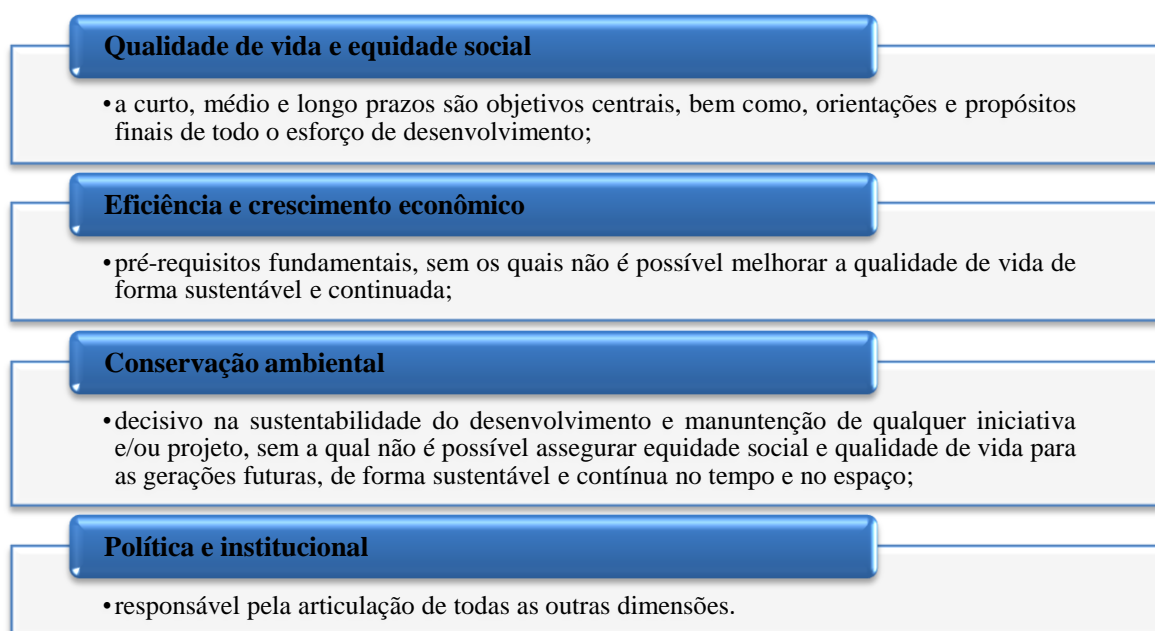 Qualidade de vida e equidade social
•a curto, médio e longo prazos são objetivos centrais, bem como, orientações e propósitos
finais de todo o esforço de desenvolvimento;
Eficiência e crescimento econômico
•pré-requisitos fundamentais, sem os quais não é possível melhorar a qualidade de vida de
forma sustentável e continuada;
Conservação ambiental
•decisivo na sustentabilidade do desenvolvimento e manuntenção de qualquer iniciativa
e/ou projeto, sem a qual não é possível assegurar equidade social e qualidade de vida para
as gerações futuras, de forma sustentável e contínua no tempo e no espaço;
Política e institucional
•responsável pela articulação de todas as outras dimensões.